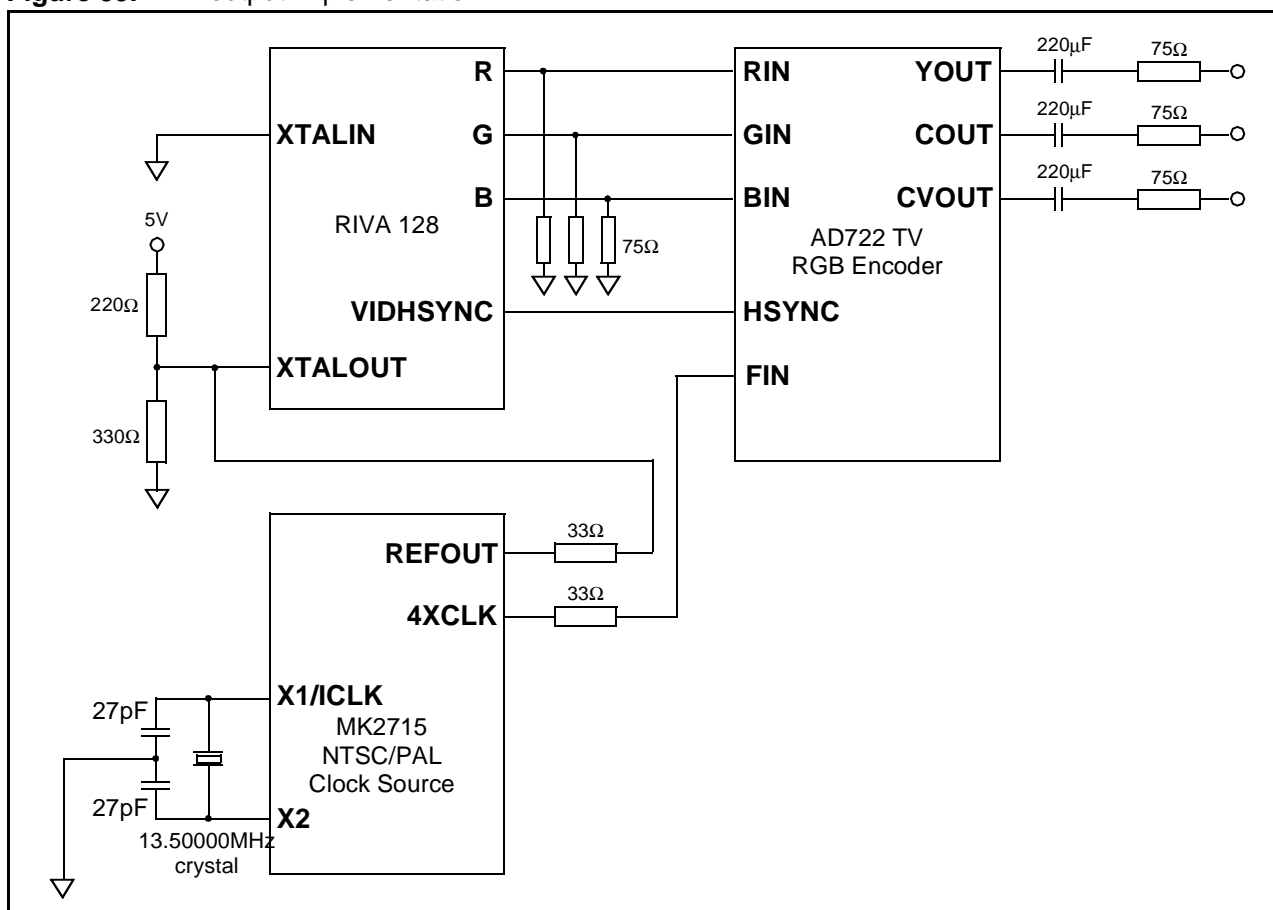 R
RIN
YOUT
220µF
75Ω
XTALIN
G
GIN
COUT
220µF
75Ω
B
BIN
CVOUT
220µF
75Ω
5V
RIVA 128
75Ω
AD722 TV
RGB Encoder
220Ω
VIDHSYNC
HSYNC
XTALOUT
FIN
330Ω
REFOUT
33Ω
4XCLK
33Ω
X1/ICLK
27pF
MK2715
NTSC/PAL
Clock Source
27pF
X2
13.50000MHz
crystal